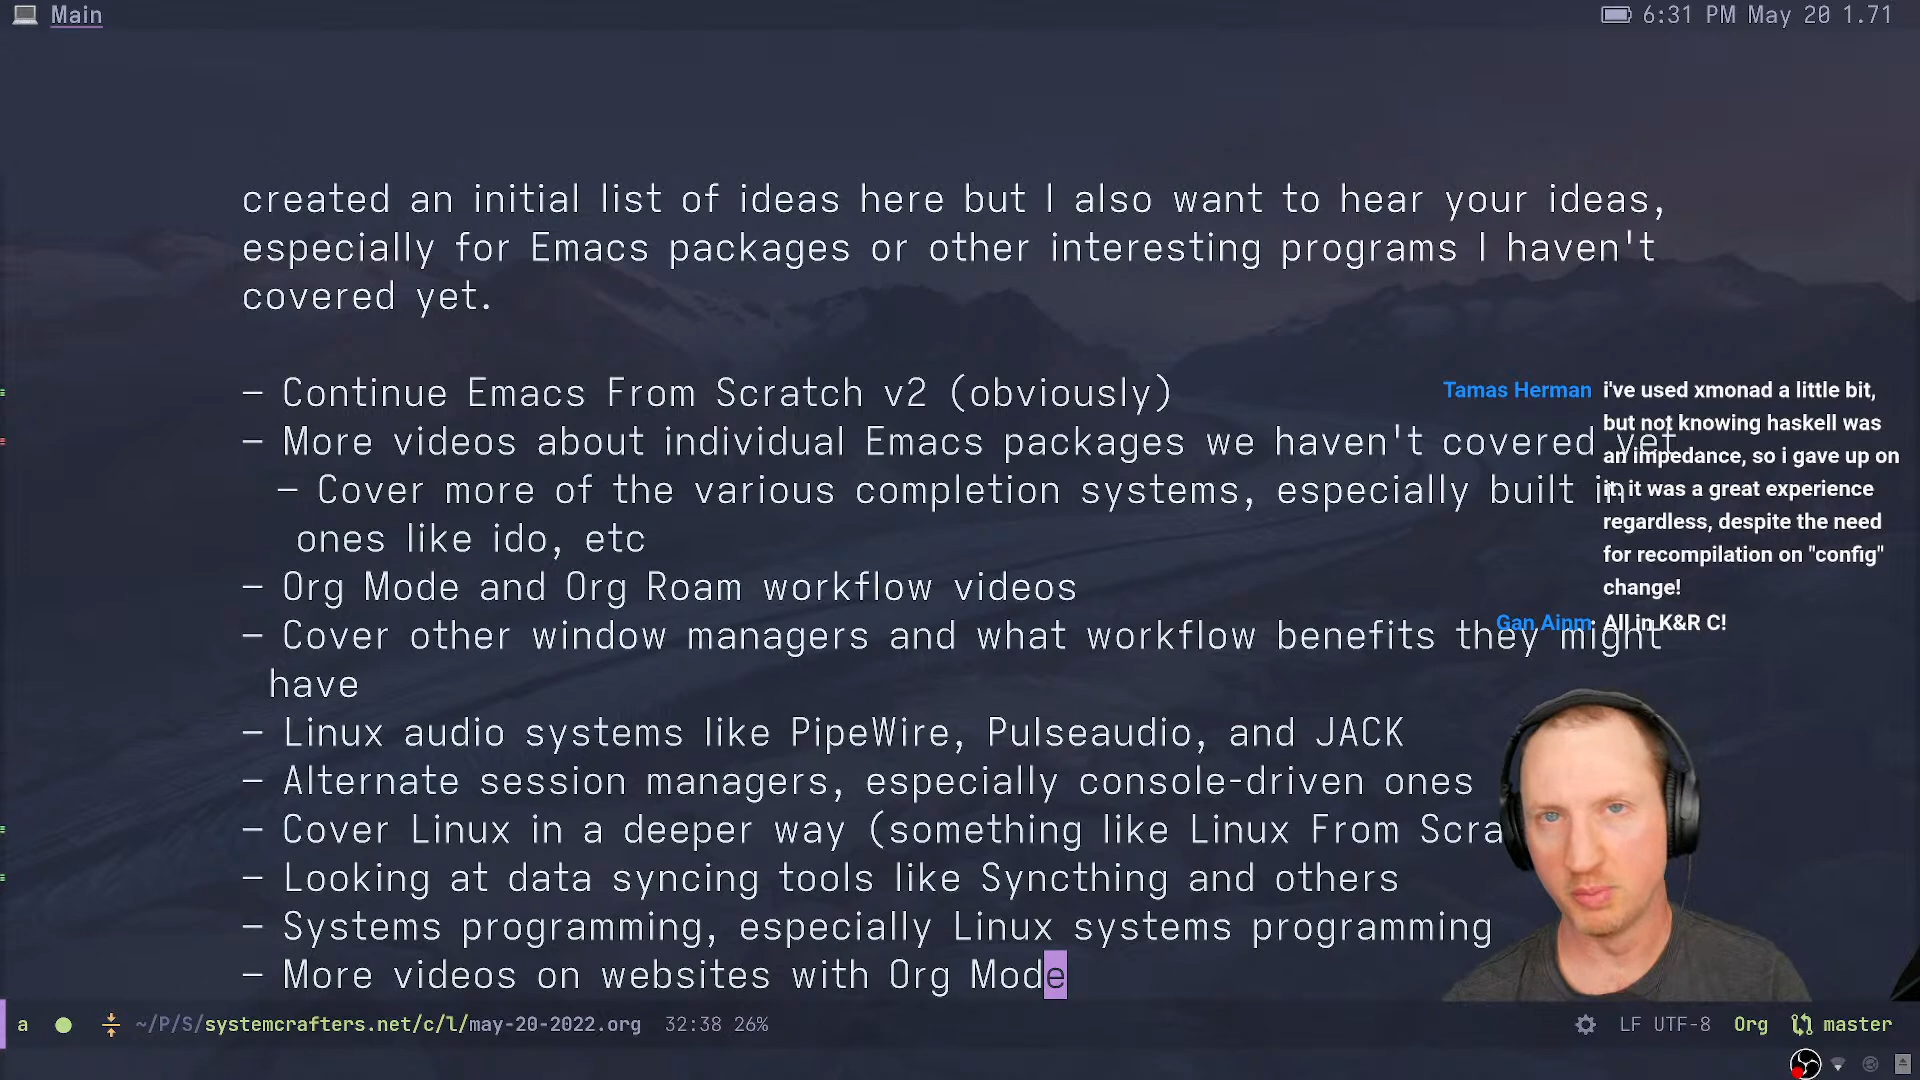 Main
6:31 PM May 20 1.71
created an initial list of ideas here but I also want to hear your ideas,
especially for Emacs packages or other interesting programs I haven't
covered yet.
– Continue Emacs From Scratch v2 (obviously)
– More videos about individual Emacs packages we haven't covered yet
– Cover more of the various completion systems, especially built in
ones like ido, etc
– Org Mode and Org Roam workflow videos
– Cover other window managers and what workflow benefits they might
have
– Linux audio systems like PipeWire, Pulseaudio, and JACK
– Alternate session managers, especially console-driven ones
– Cover Linux in a deeper way (something like Linux From Scra
– Looking at data syncing tools like Syncthing and others
– Systems programming, especially Linux systems programming
– More videos on websites with Org Mode
Tamas Herman i've used xmonad a little bit,
but not knowing haskell was
an impedance, so i gave up on
it. it was a great experience
regardless, despite the need
for recompilation on "config"
change!
Gan Ainm: All in K&R C!
a ~/P/S/systemcrafters.net/c/l/may-20-2022.org 32:38 26%
LF UTF-8 Org master